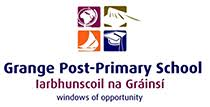 Grange Post-Primary School
Iarbhunscoil na Gráinsí
windows of opportunity